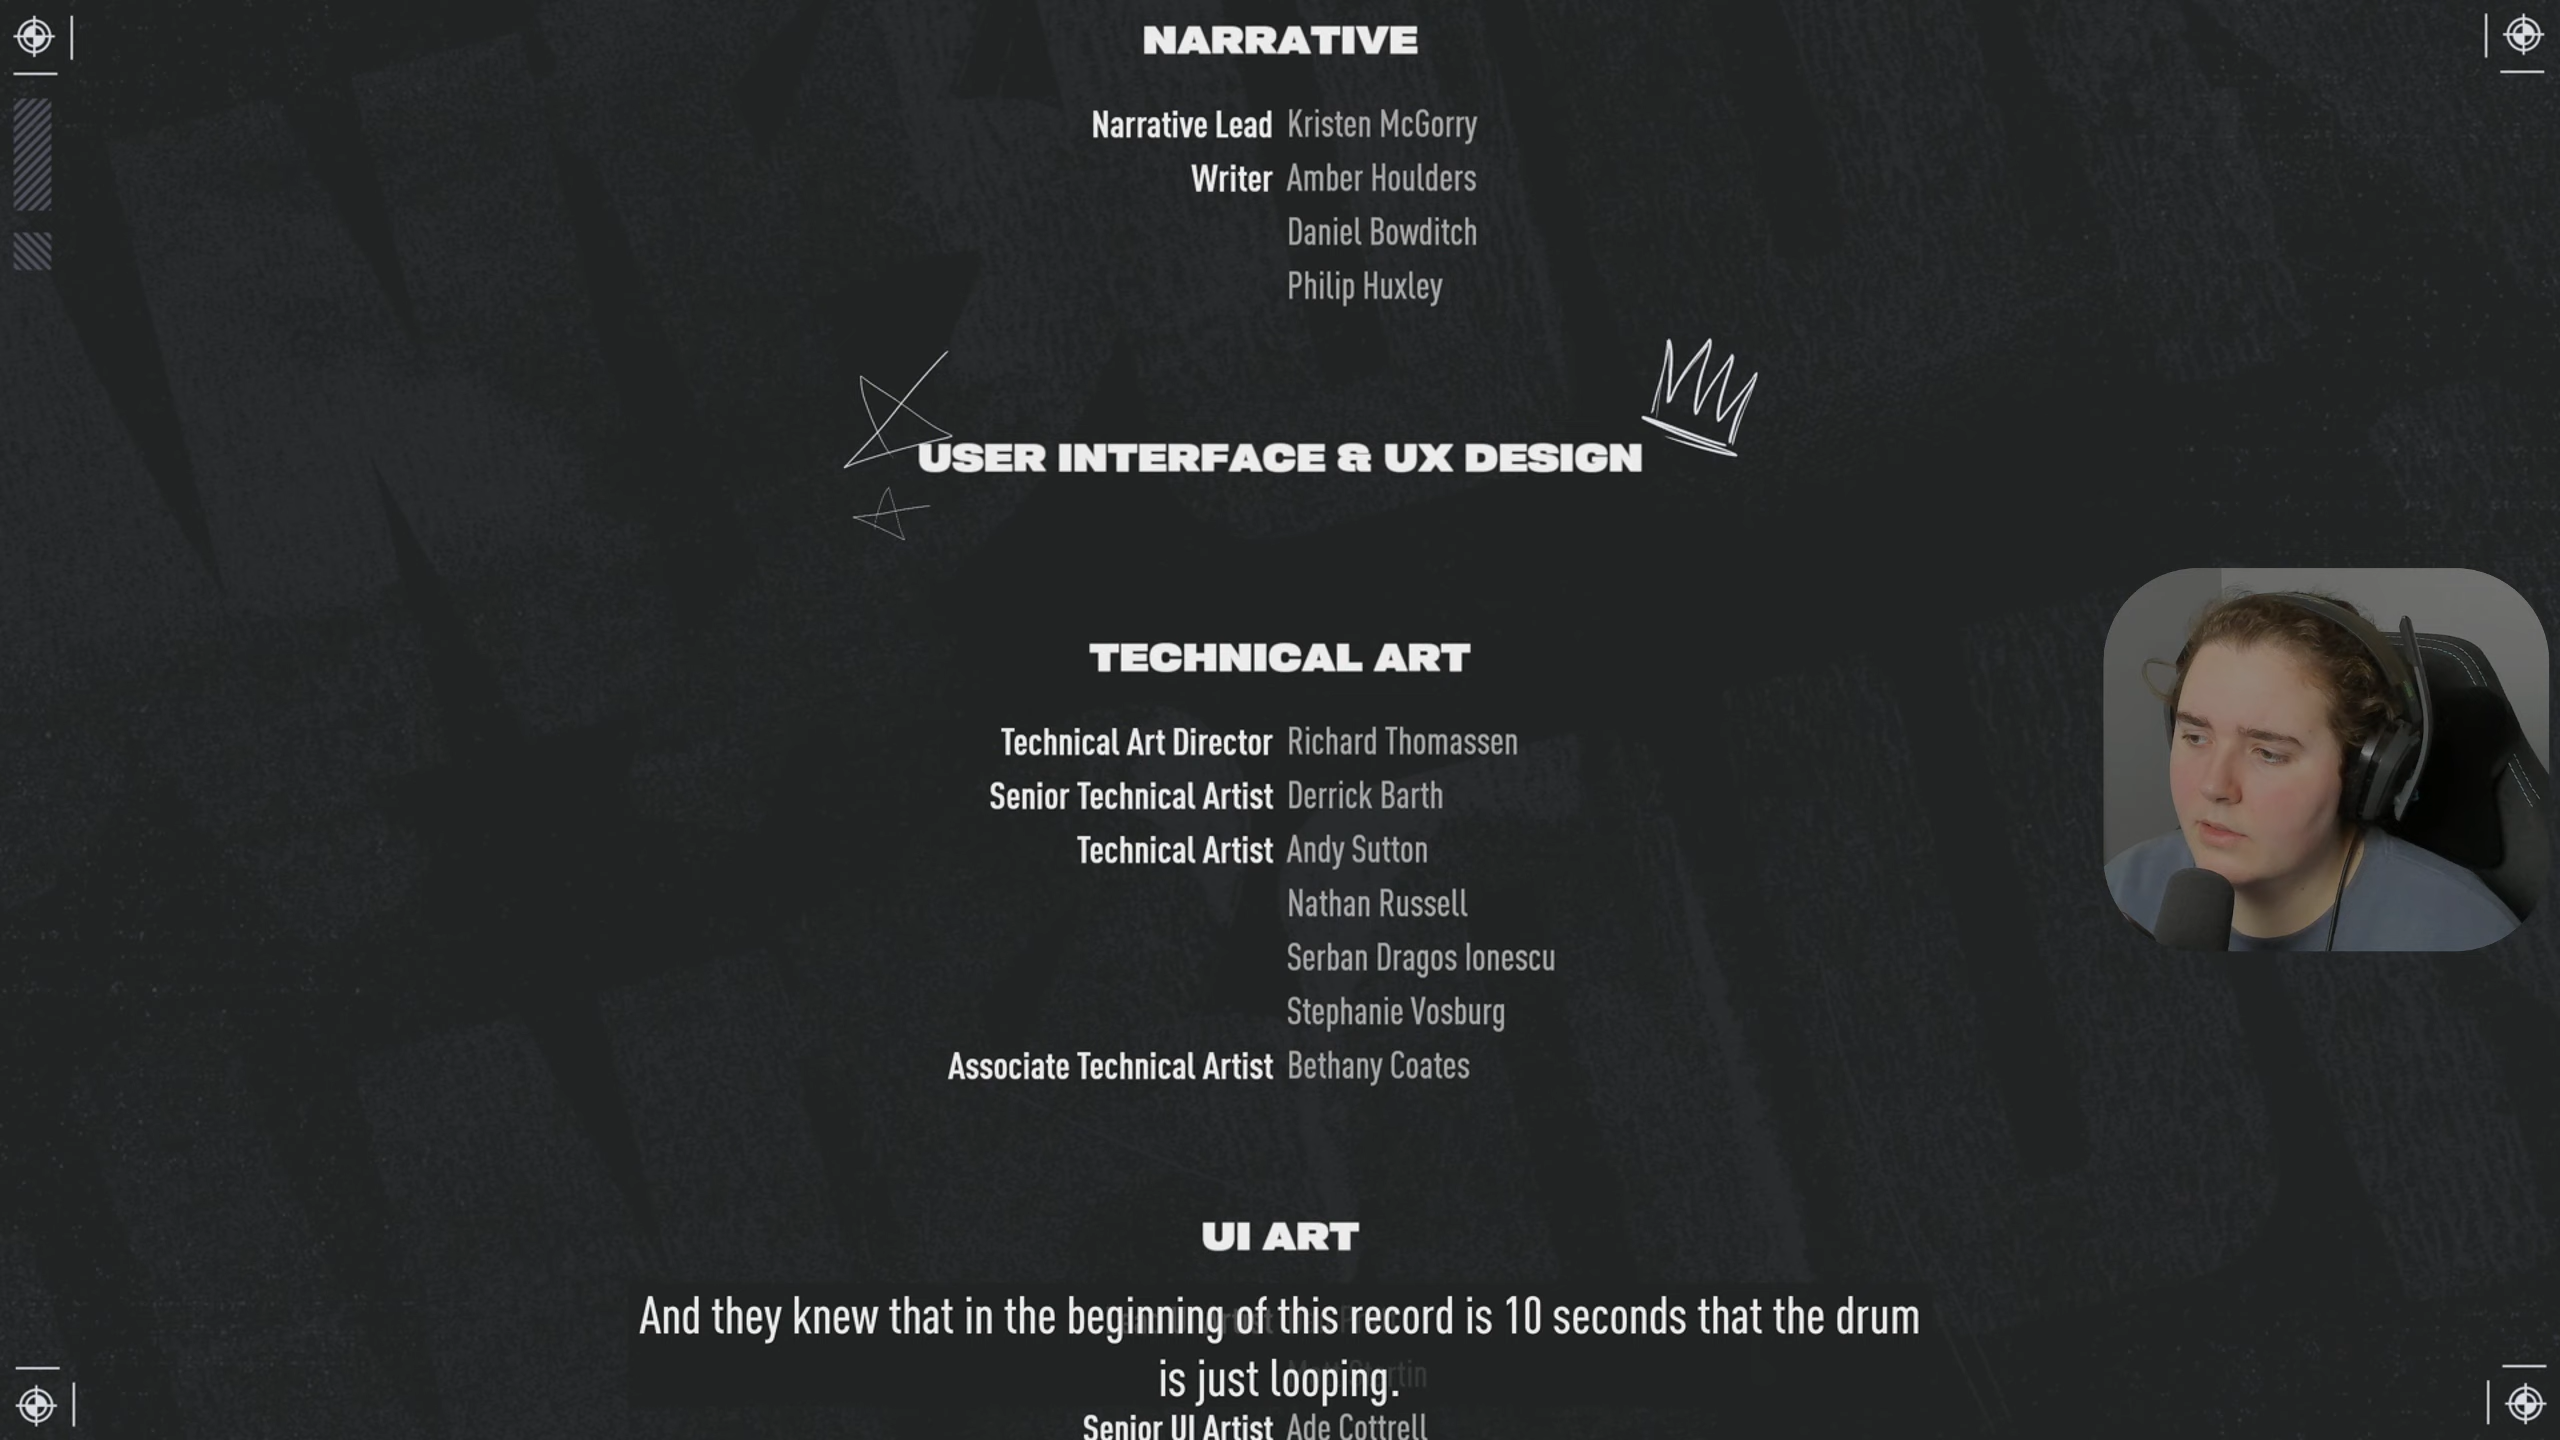 NARRATIVE
Narrative Lead Kristen McGorry
Writer Amber Houlders
Daniel Bowditch
Philip Huxley
USER INTERFACE & UX DESIGN
TECHNICAL ART
Technical Art Director Richard Thomassen
Senior Technical Artist Derrick Barth
Technical Artist Andy Sutton
Nathan Russell
Serban Dragos Ionescu
Stephanie Vosburg
Associate Technical Artist Bethany Coates
UI ART
And they knew that in the beginning of this record is 10 seconds that the drum
is just looping.
Senior UI Artist Ade Cottrell